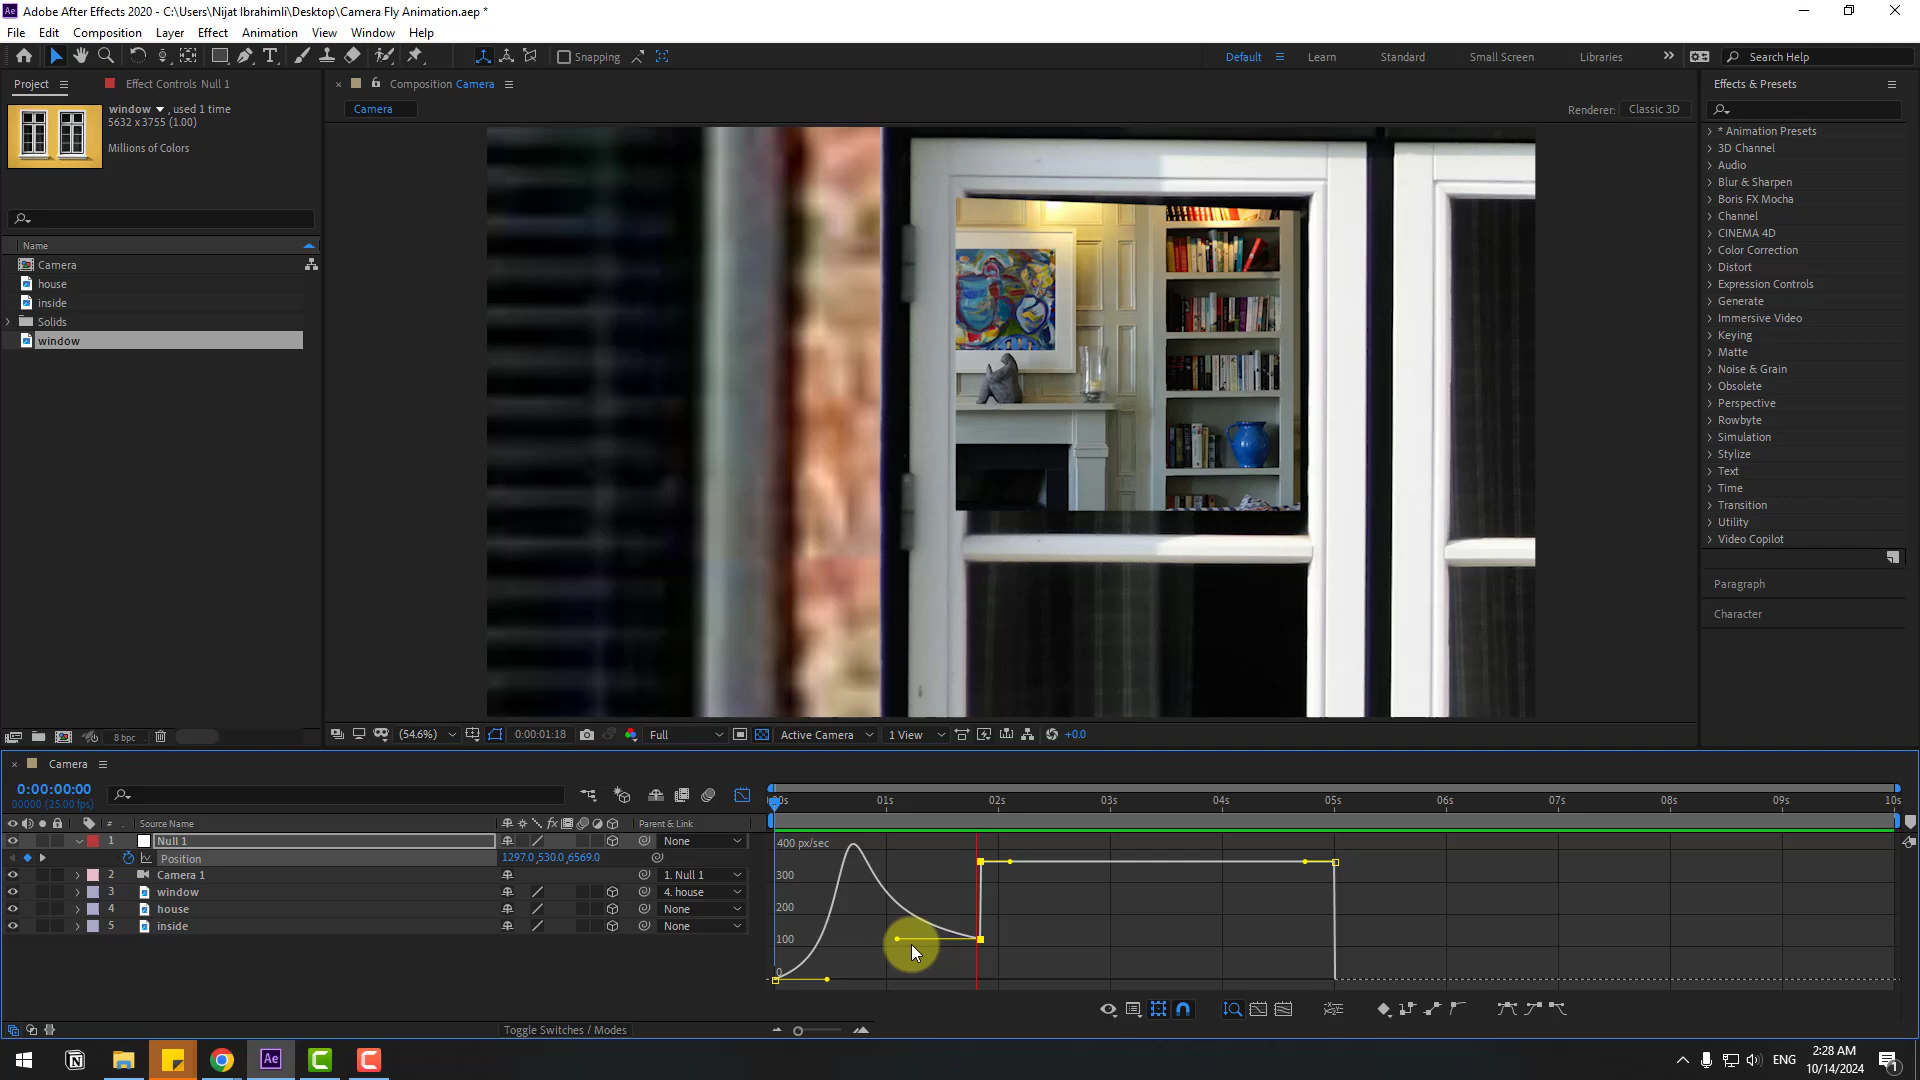 Adobe After Effects 2020 - C:\Users\Nijat Ibrahimli\Desktop\Camera Fly Animation.aep *
File Edit Composition Layer Effect Animation View Window Help
Snapping
Default Learn Standard Small Screen Libraries Search Help
Project Effect Controls Null 1
window , used 1 time
5632 x 3755 (1.00)
Millions of Colors
Name
Camera
house
inside
Solids
window
8 bpc
Composition Camera
Camera
Renderer: Classic 3D
(54.6%) 0:00:01:18 Full Active Camera 1 View +0.0
Effects & Presets
* Animation Presets
3D Channel
Audio
Blur & Sharpen
Boris FX Mocha
Channel
CINEMA 4D
Color Correction
Distort
Expression Controls
Generate
Immersive Video
Keying
Matte
Noise & Grain
Obsolete
Perspective
Rowbyte
Simulation
Stylize
Text
Time
Transition
Utility
Video Copilot
Paragraph
Character
Camera
0:00:00:00
00000 (25.00 fps)
# Source Name fx Parent & Link
1 Null 1 None
Position 1297.0,530.0,6569.0
2 Camera 1 1. Null 1
3 window 4. house
4 house None
5 inside None
00s 01s 02s 03s 04s 05s 06s 07s 08s 09s 10s
400 px/sec
300
200
100
0
Toggle Switches / Modes
Ae
ENG
2:28 AM
10/14/2024
1